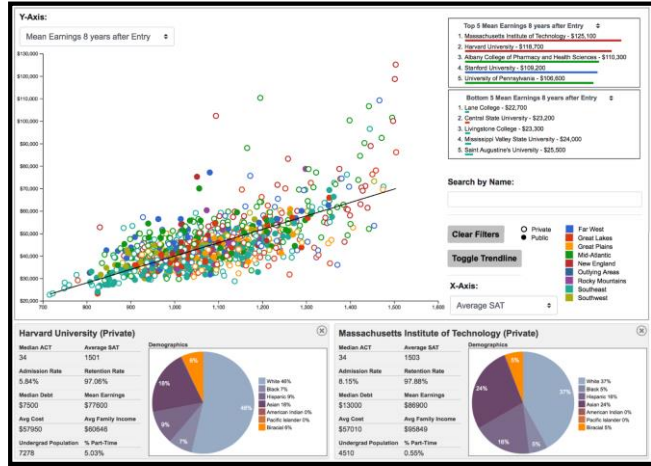 Y-Axis:
Mean Earnings 8 years after Entry
$130,000
$120,000
$110,000
$100,000
$90,000
$80,000
$70,000
$60,000
$50,000
$40,000
$30,000
$20,000
700
800
900
1,000
1,100
1,200
1,300
1,400
1,500
1,600
Top 5 Mean Earnings 8 years after Entry
1. Massachusetts Institute of Technology - $125,100
2. Harvard University - $118,700
3. Albany College of Pharmacy and Health Sciences - $110,300
4. Stanford University - $109,200
5. University of Pennsylvania - $106,600
Bottom 5 Mean Earnings 8 years after Entry
1. Lane College - $22,700
2. Central State University - $23,200
3. Livingstone College - $23,300
4. Mississippi Valley State University - $24,000
5. Saint Augustine's University - $25,500
Search by Name:
Clear Filters
Toggle Trendline
Private
Public
Far West
Great Lakes
Great Plains
Mid-Atlantic
New England
Outlying Areas
Rocky Mountains
Southeast
Southwest
X-Axis:
Average SAT
Harvard University (Private)
Median ACT Average SAT
34 1501
Admission Rate Retention Rate
5.84% 97.06%
Median Debt Mean Earnings
$7500 $77600
Avg Cost Avg Family Income
$57950 $60646
Undergrad Population % Part-Time
7278 5.03%
Demographics
8%
18%
9%
7%
46%
White 46%
Black 7%
Hispanic 9%
Asian 18%
American Indian 0%
Pacific Islander 0%
Biracial 8%
Massachusetts Institute of Technology (Private)
Median ACT Average SAT
34 1503
Admission Rate Retention Rate
8.15% 97.88%
Median Debt Mean Earnings
$13000 $86900
Avg Cost Avg Family Income
$57010 $95849
Undergrad Population % Part-Time
4510 0.55%
Demographics
5%
24%
16%
5%
37%
White 37%
Black 5%
Hispanic 16%
Asian 24%
American Indian 0%
Pacific Islander 0%
Biracial 5%